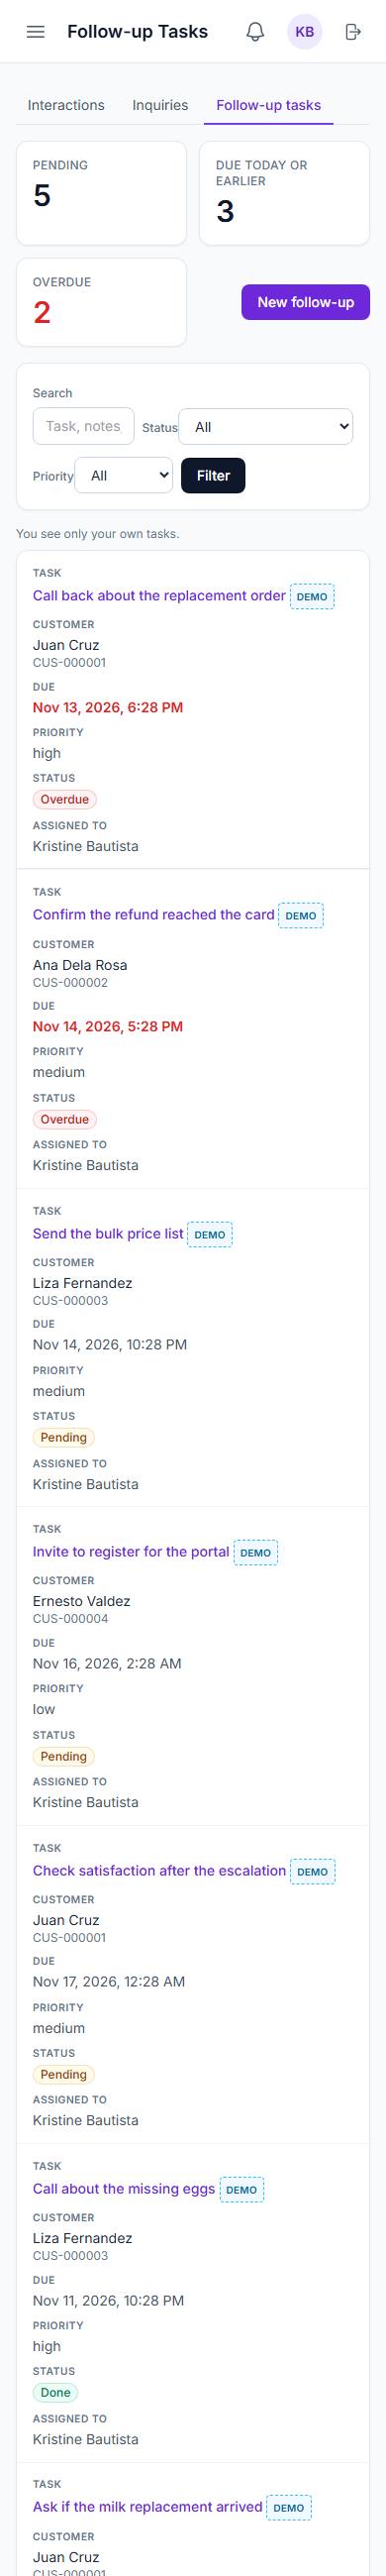 Follow-up Tasks
KB
Interactions Inquiries Follow-up tasks
PENDING
5
DUE TODAY OR
EARLIER
3
OVERDUE
2
New follow-up
Search
Task, notes
Status
All
Priority
All
Filter
You see only your own tasks.
TASK
Call back about the replacement order DEMO
CUSTOMER
Juan Cruz
CUS-000001
DUE
Nov 13, 2026, 6:28 PM
PRIORITY
high
STATUS
Overdue
ASSIGNED TO
Kristine Bautista
TASK
Confirm the refund reached the card DEMO
CUSTOMER
Ana Dela Rosa
CUS-000002
DUE
Nov 14, 2026, 5:28 PM
PRIORITY
medium
STATUS
Overdue
ASSIGNED TO
Kristine Bautista
TASK
Send the bulk price list DEMO
CUSTOMER
Liza Fernandez
CUS-000003
DUE
Nov 14, 2026, 10:28 PM
PRIORITY
medium
STATUS
Pending
ASSIGNED TO
Kristine Bautista
TASK
Invite to register for the portal DEMO
CUSTOMER
Ernesto Valdez
CUS-000004
DUE
Nov 16, 2026, 2:28 AM
PRIORITY
low
STATUS
Pending
ASSIGNED TO
Kristine Bautista
TASK
Check satisfaction after the escalation DEMO
CUSTOMER
Juan Cruz
CUS-000001
DUE
Nov 17, 2026, 12:28 AM
PRIORITY
medium
STATUS
Pending
ASSIGNED TO
Kristine Bautista
TASK
Call about the missing eggs DEMO
CUSTOMER
Liza Fernandez
CUS-000003
DUE
Nov 11, 2026, 10:28 PM
PRIORITY
high
STATUS
Done
ASSIGNED TO
Kristine Bautista
TASK
Ask if the milk replacement arrived DEMO
CUSTOMER
Juan Cruz
CUS-000001